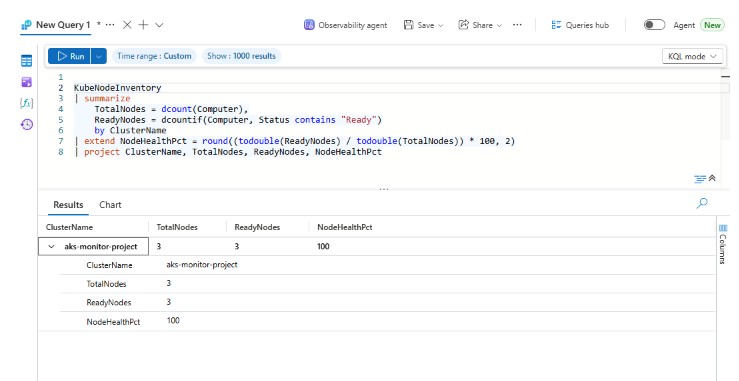 New Query 1 * ...
Observability agent
Save
Share
...
Queries hub
Agent New
Run
Time range : Custom
Show : 1000 results
KQL mode
1
2 KubeNodeInventory
3 | summarize
4 TotalNodes = dcount(Computer),
5 ReadyNodes = dcountif(Computer, Status contains "Ready")
6 by ClusterName
7 | extend NodeHealthPct = round((todouble(ReadyNodes) / todouble(TotalNodes)) * 100, 2)
8 | project ClusterName, TotalNodes, ReadyNodes, NodeHealthPct
...
Results Chart
ClusterName TotalNodes ReadyNodes NodeHealthPct
aks-monitor-project 3 3 100
ClusterName aks-monitor-project
TotalNodes 3
ReadyNodes 3
NodeHealthPct 100
Columns